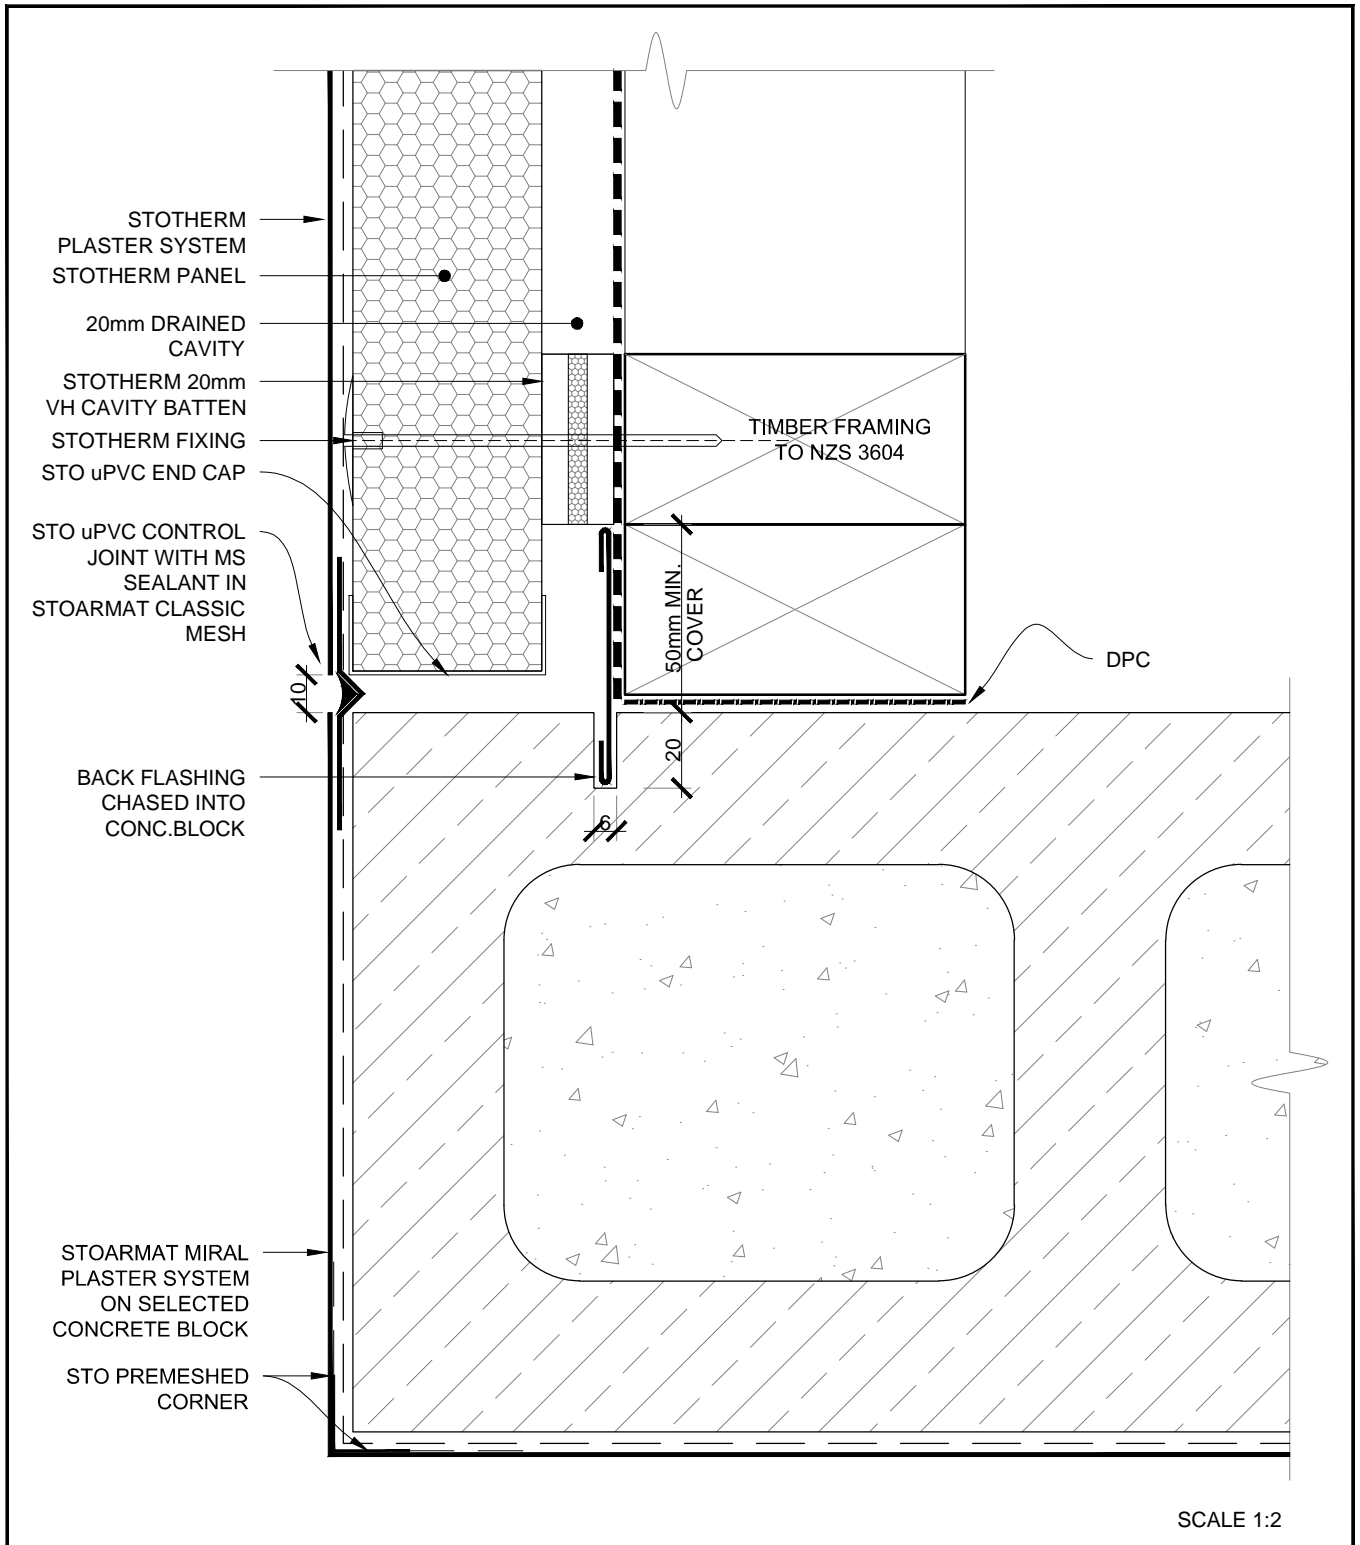 STOTHERM
PLASTER SYSTEM
STOTHERM PANEL
20mm DRAINED
CAVITY
STOTHERM 20mm
VH CAVITY BATTEN
STOTHERM FIXING
STO uPVC END CAP
STO uPVC CONTROL
JOINT WITH MS
SEALANT IN
STOARMAT CLASSIC
MESH
TIMBER FRAMING
TO NZS 3604
50mm MIN.
COVER
DPC
10
20
6
BACK FLASHING
CHASED INTO
CONC.BLOCK
STOARMAT MIRAL
PLASTER SYSTEM
ON SELECTED
CONCRETE BLOCK
STO PREMESHED
CORNER
SCALE 1:2